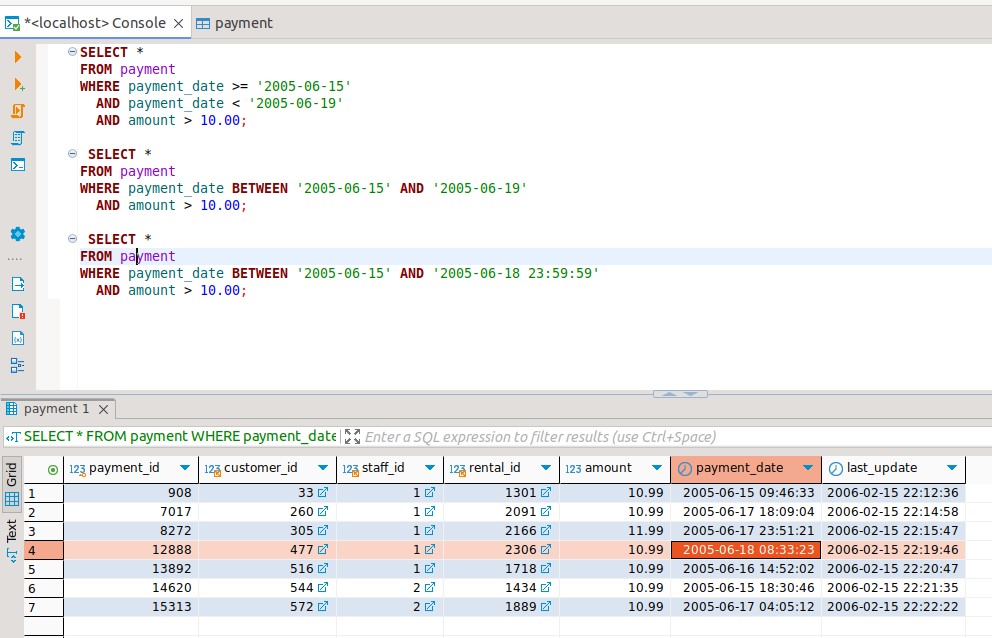 *<localhost> Console payment
SELECT *
FROM payment
WHERE payment_date >= '2005-06-15'
AND payment_date < '2005-06-19'
AND amount > 10.00;
SELECT *
FROM payment
WHERE payment_date BETWEEN '2005-06-15' AND '2005-06-19'
AND amount > 10.00;
SELECT *
FROM payment
WHERE payment_date BETWEEN '2005-06-15' AND '2005-06-18 23:59:59'
AND amount > 10.00;
payment 1
SELECT * FROM payment WHERE payment_date Enter a SQL expression to filter results (use Ctrl+Space)
Grid
Text
123 payment_id 123 customer_id 123 staff_id 123 rental_id 123 amount payment_date last_update
1 908 33 1 1301 10.99 2005-06-15 09:46:33 2006-02-15 22:12:36
2 7017 260 1 2091 10.99 2005-06-17 18:09:04 2006-02-15 22:14:58
3 8272 305 1 2166 11.99 2005-06-17 23:51:21 2006-02-15 22:15:47
4 12888 477 1 2306 10.99 2005-06-18 08:33:23 2006-02-15 22:19:46
5 13892 516 1 1718 10.99 2005-06-16 14:52:02 2006-02-15 22:20:47
6 14620 544 2 1434 10.99 2005-06-15 18:30:46 2006-02-15 22:21:35
7 15313 572 2 1889 10.99 2005-06-17 04:05:12 2006-02-15 22:22:22